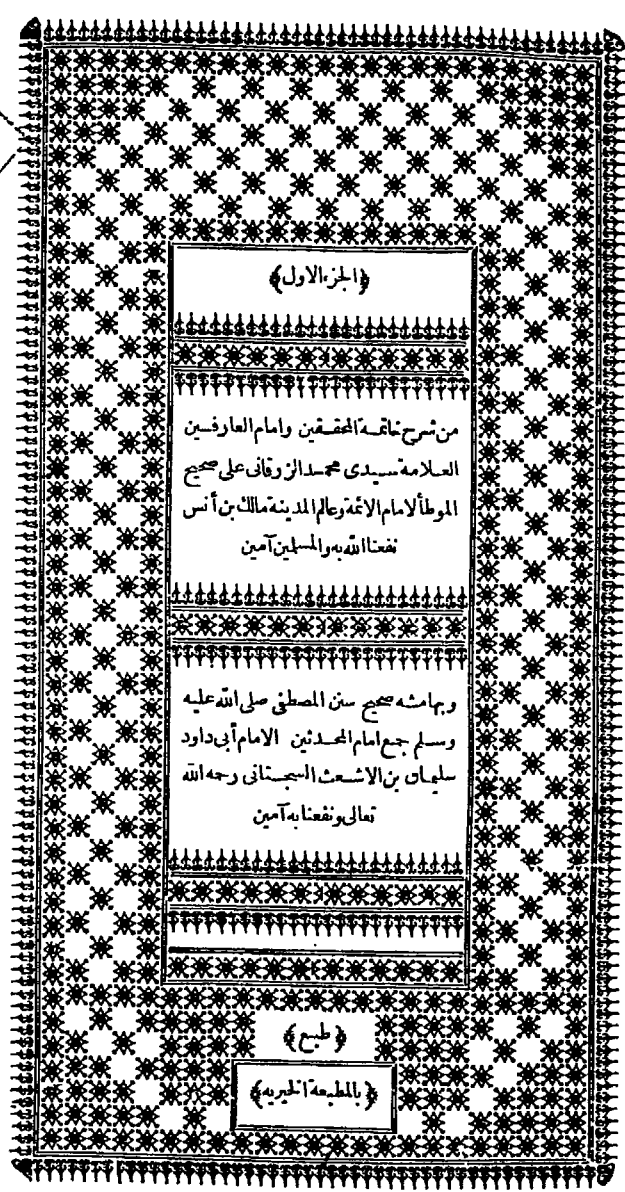 ﴿الجزء الاول﴾
من شرح خاتمة المحققين وامام العارفين
العلامة سيدى محمد الزرقانى على صحيح
الموطأ لامام الائمة وعالم المدينة مالك بن أنس
نفعنا الله به والمسلمين آمين
وبهامشه صحيح سنن المصطفى صلى الله عليه
وسلم جمع امام المحدثين الامام أبى داود
سليمان بن الاشعث السجستانى رحمه الله
تعالى ونفعنا به آمين
﴿طبع﴾
﴿بالمطبعة الخيريه﴾